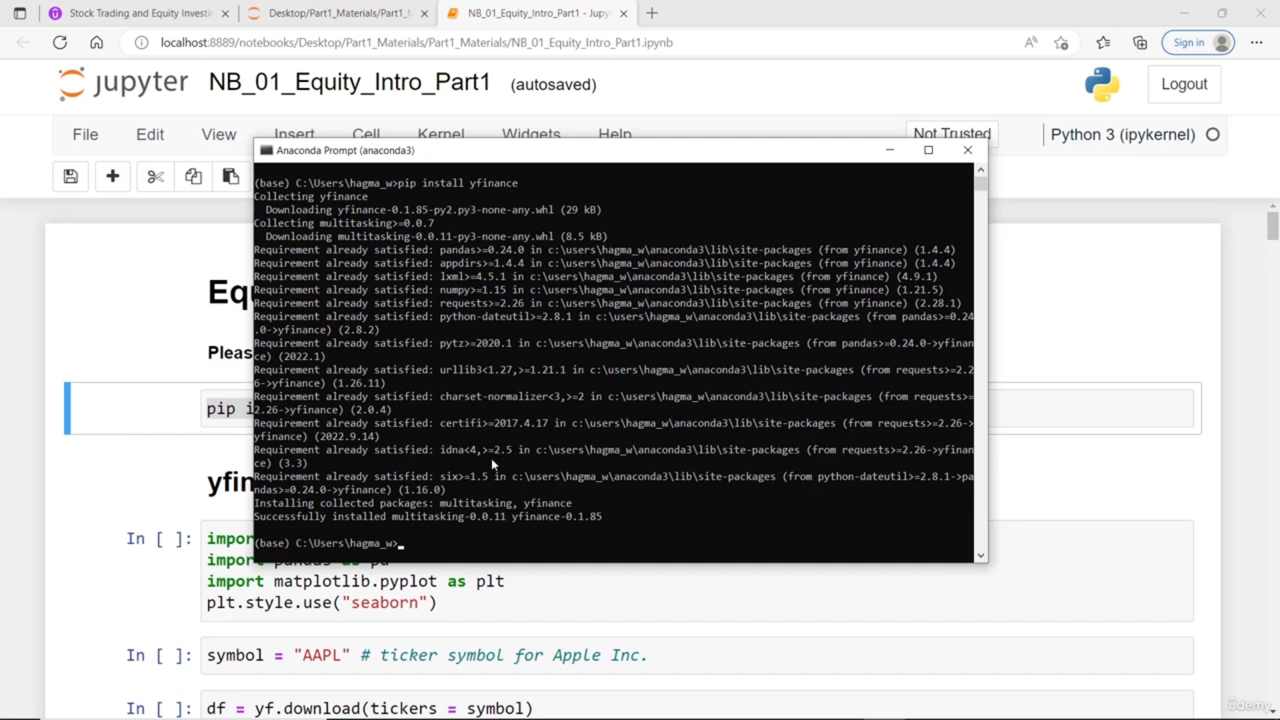 Stock Trading and Equity Investi
Desktop/Part1_Materials/Part1_M
NB_01_Equity_Intro_Part1 - Jupyt
localhost:8889/notebooks/Desktop/Part1_Materials/Part1_Materials/NB_01_Equity_Intro_Part1.ipynb
Sign in
jupyter NB_01_Equity_Intro_Part1 (autosaved)
Logout
File Edit View Insert Cell Kernel Widgets Help
Not Trusted
Python 3 (ipykernel)
Anaconda Prompt (anaconda3)
(base) C:\Users\hagma_w>pip install yfinance
Collecting yfinance
Downloading yfinance-0.1.85-py2.py3-none-any.whl (29 kB)
Collecting multitasking>=0.0.7
Downloading multitasking-0.0.11-py3-none-any.whl (8.5 kB)
Requirement already satisfied: pandas>=0.24.0 in c:\users\hagma_w\anaconda3\lib\site-packages (from yfinance) (1.4.4)
Requirement already satisfied: appdirs>=1.4.4 in c:\users\hagma_w\anaconda3\lib\site-packages (from yfinance) (1.4.4)
Requirement already satisfied: lxml>=4.5.1 in c:\users\hagma_w\anaconda3\lib\site-packages (from yfinance) (4.9.1)
Requirement already satisfied: numpy>=1.15 in c:\users\hagma_w\anaconda3\lib\site-packages (from yfinance) (1.21.5)
Requirement already satisfied: requests>=2.26 in c:\users\hagma_w\anaconda3\lib\site-packages (from yfinance) (2.28.1)
Requirement already satisfied: python-dateutil>=2.8.1 in c:\users\hagma_w\anaconda3\lib\site-packages (from pandas>=0.24
.0->yfinance) (2.8.2)
Requirement already satisfied: pytz>=2020.1 in c:\users\hagma_w\anaconda3\lib\site-packages (from pandas>=0.24.0->yfinan
ce) (2022.1)
Requirement already satisfied: urllib3<1.27,>=1.21.1 in c:\users\hagma_w\anaconda3\lib\site-packages (from requests>=2.2
6->yfinance) (1.26.11)
Requirement already satisfied: charset-normalizer<3,>=2 in c:\users\hagma_w\anaconda3\lib\site-packages (from requests>=
2.26->yfinance) (2.0.4)
Requirement already satisfied: certifi>=2017.4.17 in c:\users\hagma_w\anaconda3\lib\site-packages (from requests>=2.26->
yfinance) (2022.9.14)
Requirement already satisfied: idna<4,>=2.5 in c:\users\hagma_w\anaconda3\lib\site-packages (from requests>=2.26->yfinan
ce) (3.3)
Requirement already satisfied: six>=1.5 in c:\users\hagma_w\anaconda3\lib\site-packages (from python-dateutil>=2.8.1->pa
ndas>=0.24.0->yfinance) (1.16.0)
Installing collected packages: multitasking, yfinance
Successfully installed multitasking-0.0.11 yfinance-0.1.85
(base) C:\Users\hagma_w>
Equ
Pleas
pip i
yfin
In [ ]: impor
import pandas as pd
import matplotlib.pyplot as plt
plt.style.use("seaborn")
In [ ]: symbol = "AAPL" # ticker symbol for Apple Inc.
In [ ]: df = yf.download(tickers = symbol)
ûdemy